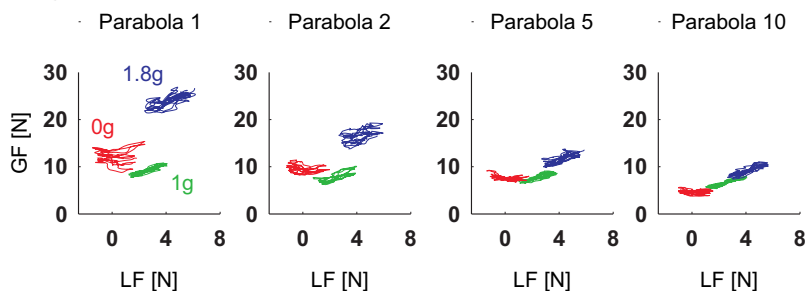 Parabola 1 Parabola 2 Parabola 5 Parabola 10
30 30 30 30
1.8g
20 20 20 20
0g
GF [N]
10 10 10 10
1g
0 0 0 0
0 4 8 0 4 8 0 4 8 0 4 8
LF [N] LF [N] LF [N] LF [N]